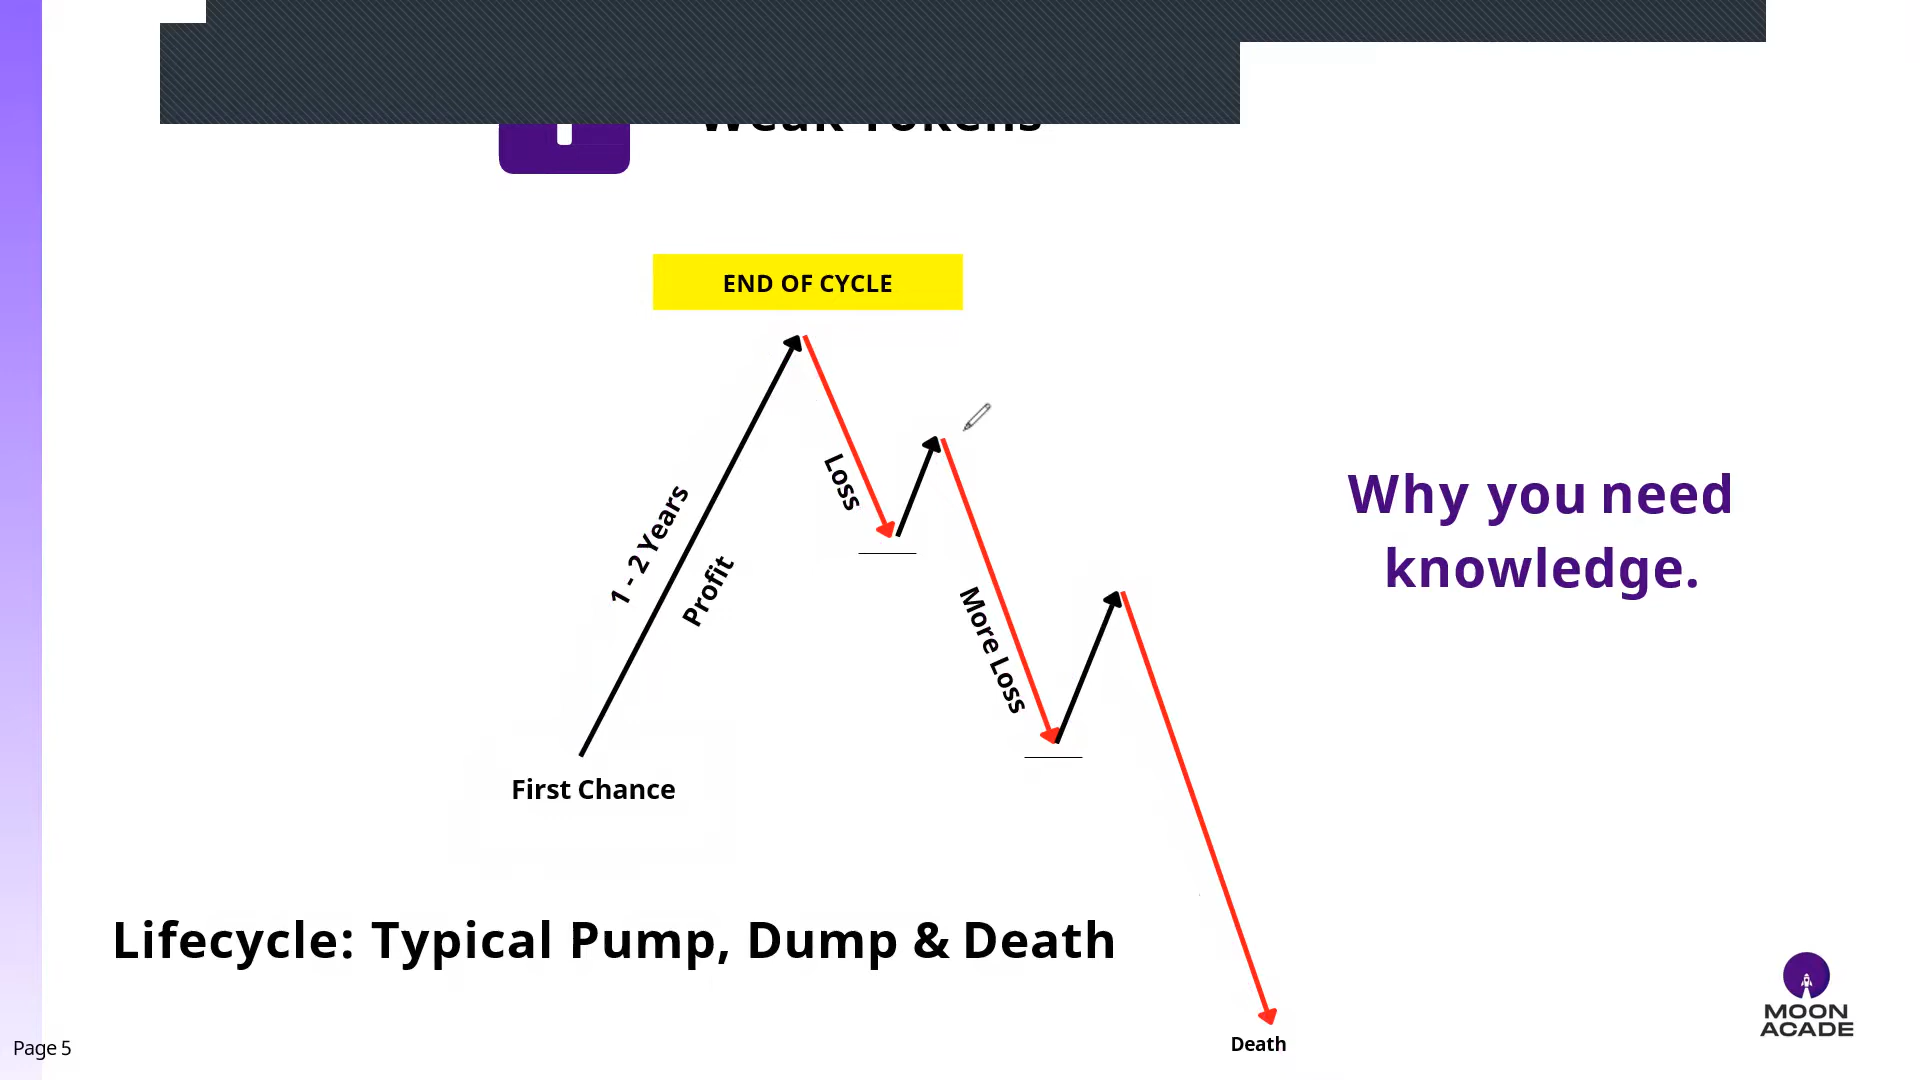 Weak Tokens
END OF CYCLE
1 - 2 Years
Profit
Loss
More Loss
Why you need
knowledge.
First Chance
Lifecycle: Typical Pump, Dump & Death
Death
MOON
ACADE
Page 5